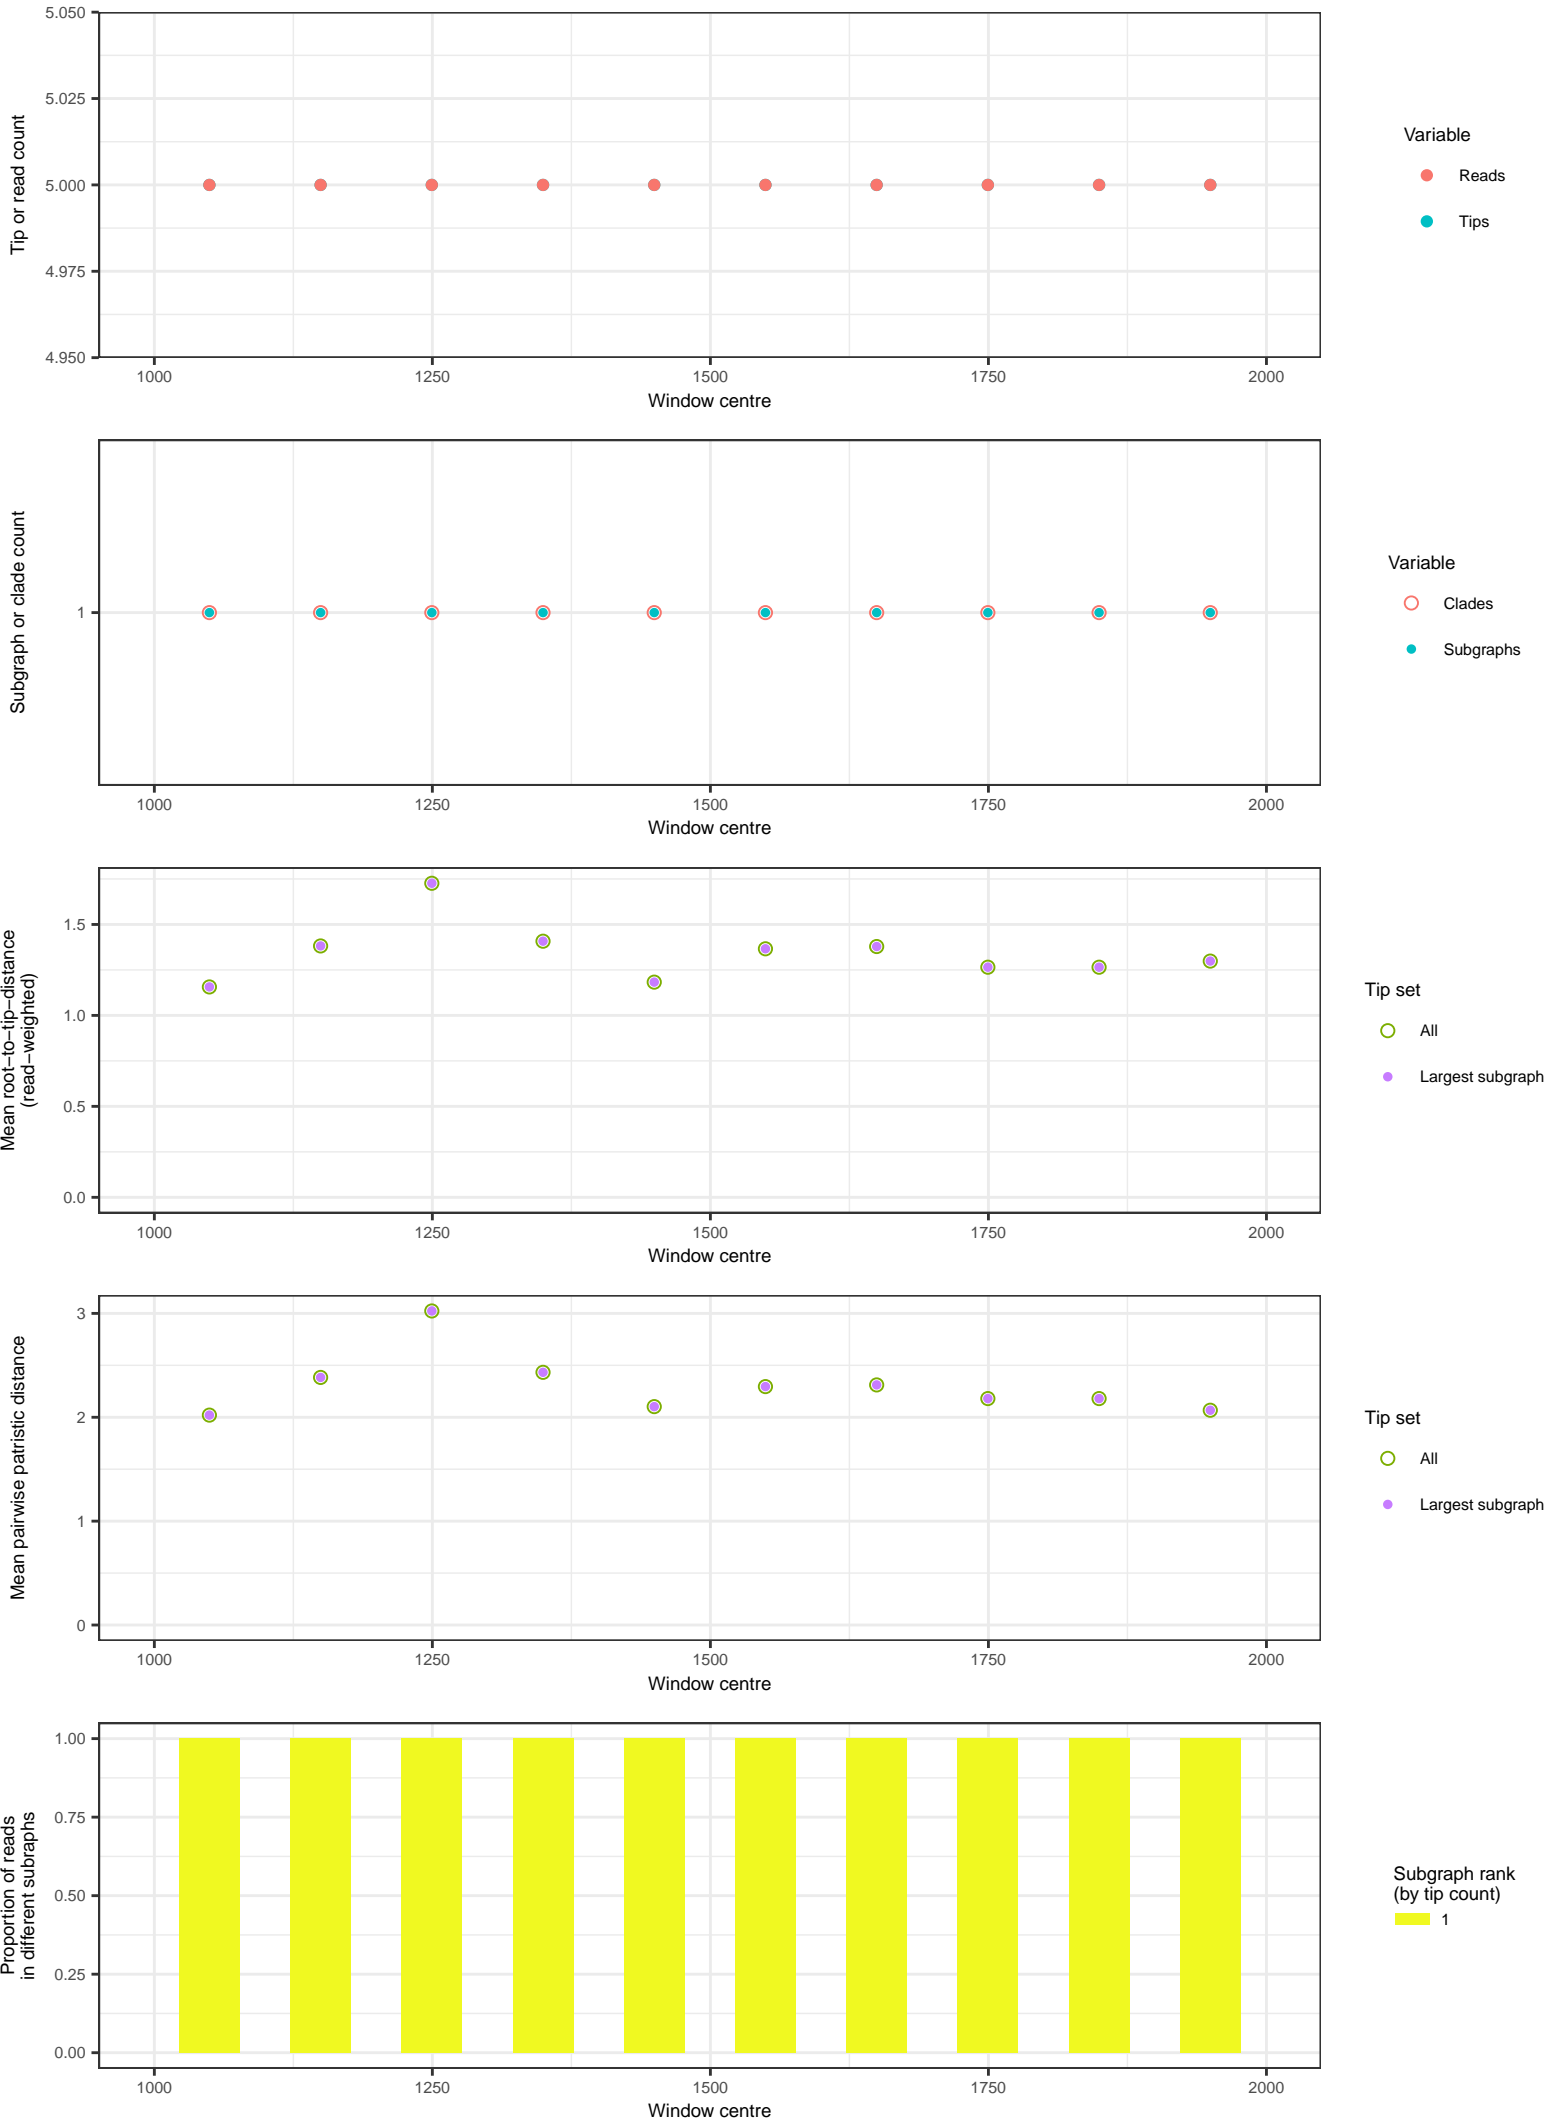 5.050
5.025
5.000
4.975
4.950
Tip or read count
1000 1250 1500 1750 2000
Window centre
Variable
Reads
Tips
1
Subgraph or clade count
1000 1250 1500 1750 2000
Window centre
Variable
Clades
Subgraphs
1.5
1.0
0.5
0.0
Mean root−to−tip−distance
(read−weighted)
1000 1250 1500 1750 2000
Window centre
Tip set
All
Largest subgraph
3
2
1
0
Mean pairwise patristic distance
1000 1250 1500 1750 2000
Window centre
Tip set
All
Largest subgraph
1.00
0.75
0.50
0.25
0.00
Proportion of reads
in different subraphs
1000 1250 1500 1750 2000
Window centre
Subgraph rank
(by tip count)
1